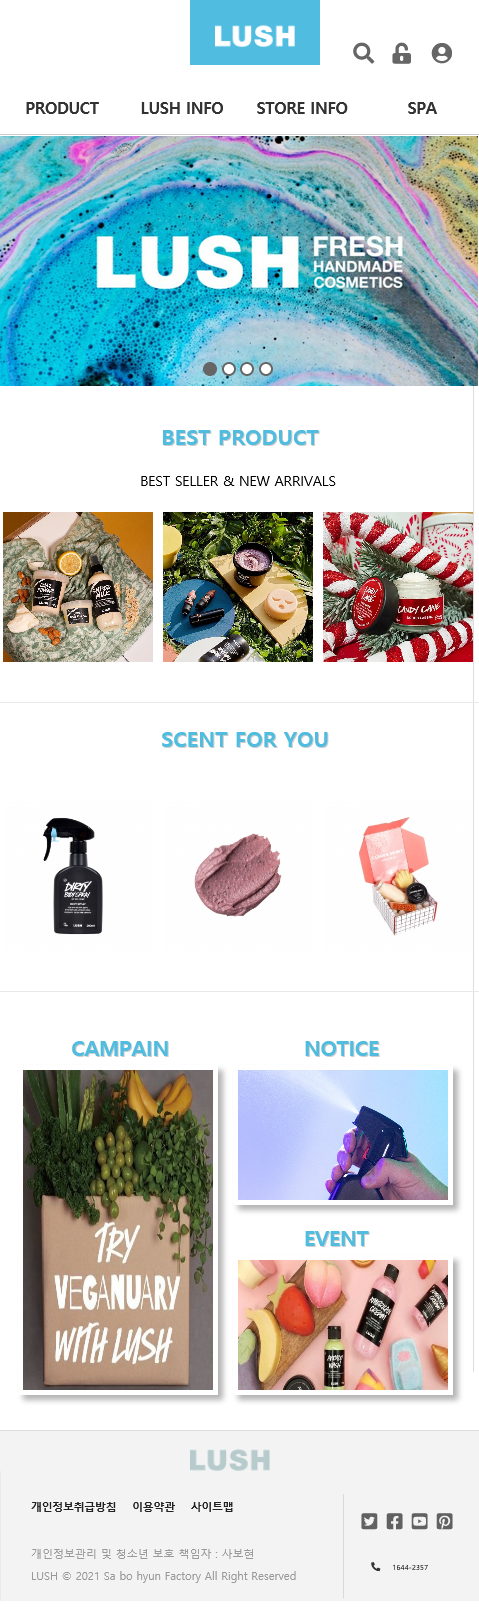 LUSH
PRODUCT LUSH INFO STORE INFO SPA
LUSH FRESH
HANDMADE
COSMETICS
BEST PRODUCT
BEST SELLER & NEW ARRIVALS
CANDY CANE
SCENT FOR YOU
DIRTY
BODY SPRAY
LUSH
CAMPAIN
NOTICE
TRY
VEGANUARY
WITH LUSH
EVENT
AMERICAN
CREAM
LUSH
개인정보취급방침 이용약관 사이트맵
개인정보관리 및 청소년 보호 책임자 : 사보현
LUSH © 2021 Sa bo hyun Factory All Right Reserved
1644-2357